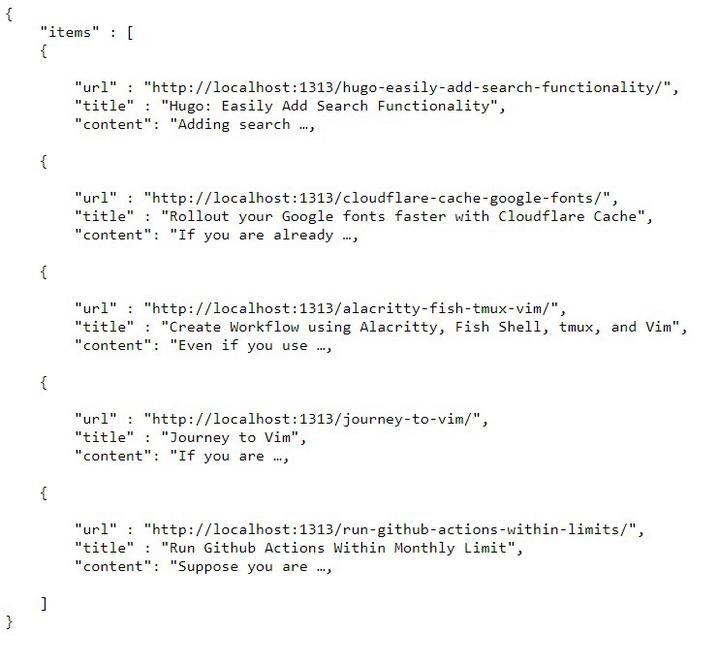 {
    "items" : [
    {
        "url" : "http://localhost:1313/hugo-easily-add-search-functionality/",
        "title" : "Hugo: Easily Add Search Functionality",
        "content": "Adding search …,
    {
        "url" : "http://localhost:1313/cloudflare-cache-google-fonts/",
        "title" : "Rollout your Google fonts faster with Cloudflare Cache",
        "content": "If you are already …,
    {
        "url" : "http://localhost:1313/alacritty-fish-tmux-vim/",
        "title" : "Create Workflow using Alacritty, Fish Shell, tmux, and Vim",
        "content": "Even if you use …,
    {
        "url" : "http://localhost:1313/journey-to-vim/",
        "title" : "Journey to Vim",
        "content": "If you are …,
    {
        "url" : "http://localhost:1313/run-github-actions-within-limits/",
        "title" : "Run Github Actions Within Monthly Limit",
        "content": "Suppose you are …,
    ]
}